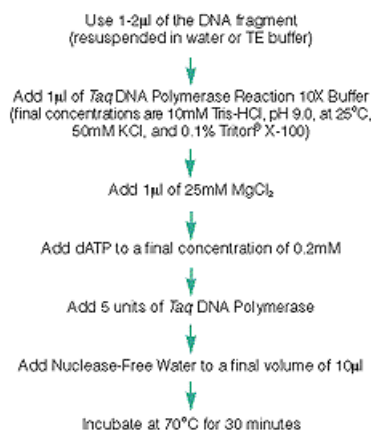 Use 1-2µl of the DNA fragment
(resuspended in water or TE buffer)
Add 1µl of Taq DNA Polymerase Reaction 10X Buffer
(final concentrations are 10mM Tris-HCl, pH 9.0, at 25°C,
50mM KCl, and 0.1% Triton® X-100)
Add 1µl of 25mM MgCl₂
Add dATP to a final concentration of 0.2mM
Add 5 units of Taq DNA Polymerase
Add Nuclease-Free Water to a final volume of 10µl
Incubate at 70°C for 30 minutes